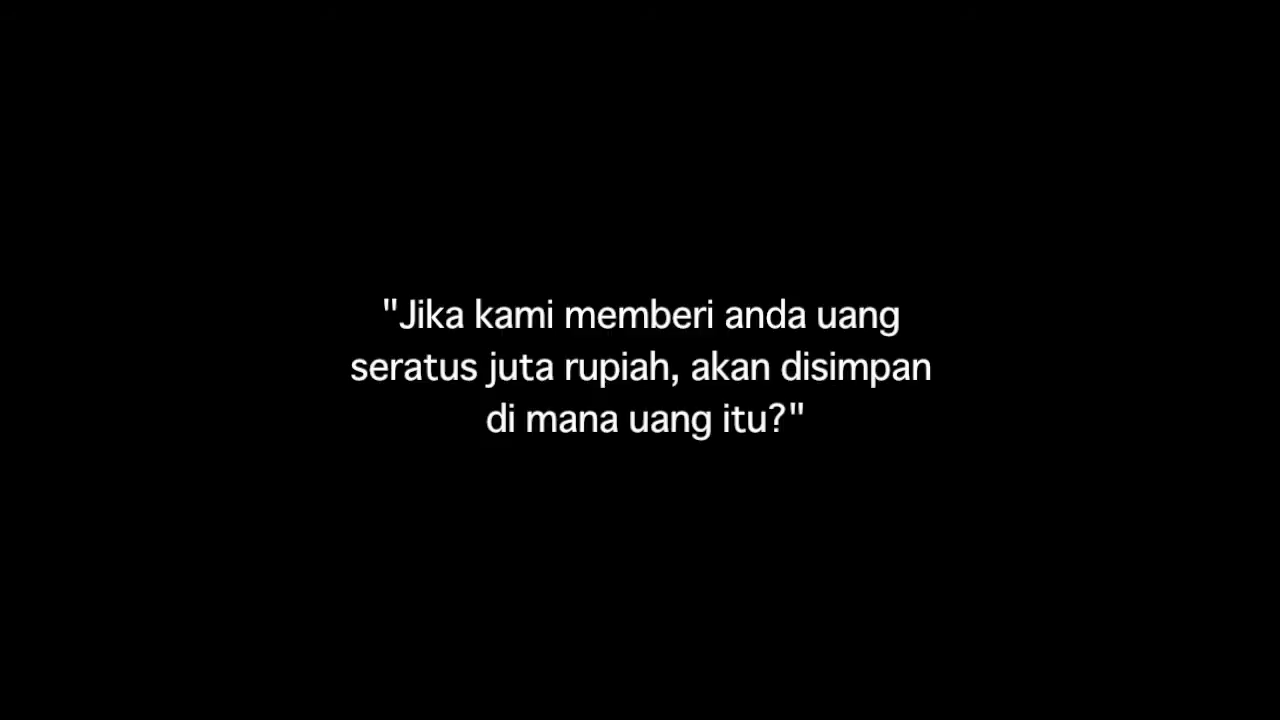 "Jika kami memberi anda uang
seratus juta rupiah, akan disimpan
di mana uang itu?"